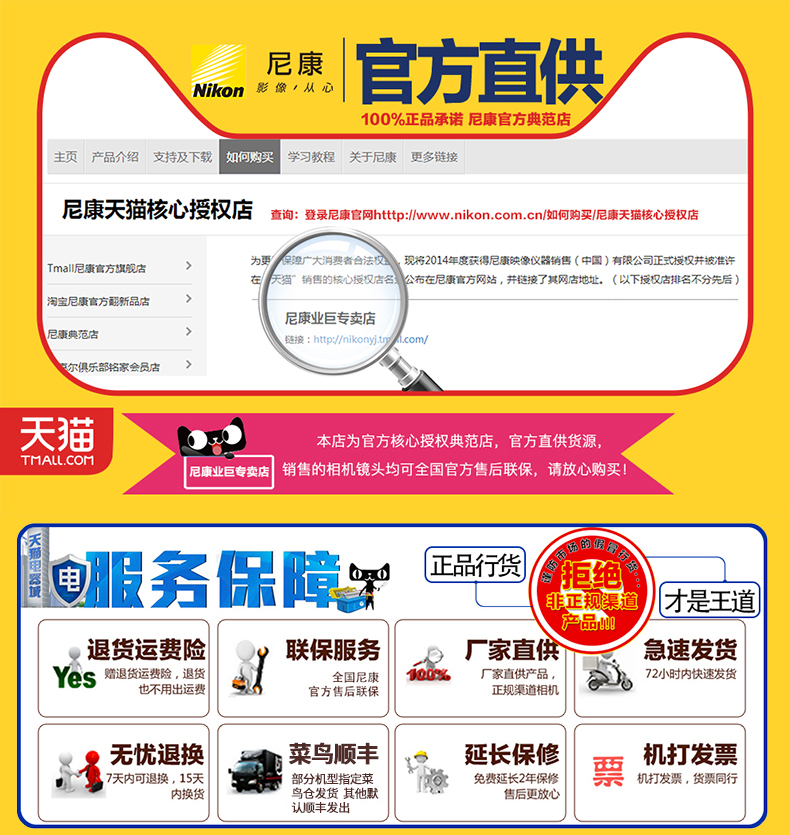 Nikon
尼康
影像,从心
官方直供
100%正品承诺 尼康官方典范店
主页 产品介绍 支持及下载 如何购买 学习教程 关于尼康 更多链接
尼康天猫核心授权店
查询：登录尼康官网htttp://www.nikon.com.cn/如何购买/尼康天猫核心授权店
Tmall尼康官方旗舰店
淘宝尼康官方翻新品店
尼康典范店
尔俱乐部铭家会员店
为更 保障广大消费者合法权 ，现将2014年度获得尼康映像仪器销售（中国）有限公司正式授权并被准许
在 天猫”销售的核心授权店名 公布在尼康官方网站，并链接了其网店地址。（以下授权店排名不分先后）
尼康业巨专卖店
链接：http://nikonyj.tmall.com/
天猫
TMALL.COM
尼康业巨专卖店
本店为官方核心授权典范店，官方直供货源，
销售的相机镜头均可全国官方售后联保，请放心购买！
天猫电器城
电
服务保障
正品行货
谨防市场的假冒行货...
拒绝
非正规渠道
产品!!!
才是王道
Yes
退货运费险
赠退货运费险，退货
也不用出运费
联保服务
全国尼康
官方售后联保
100%
厂家直供
厂家直供产品，
正规渠道相机
急速发货
72小时内快速发货
无忧退换
7天内可退换，15天
内换货
菜鸟顺丰
部分机型指定菜
鸟仓发货 其他默
认顺丰发出
延长保修
免费延长2年保修
售后更放心
票
机打发票
机打发票，货票同行